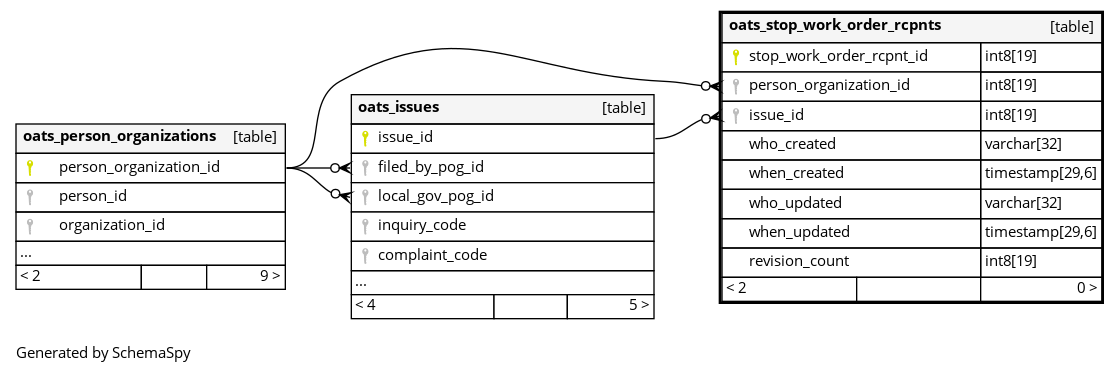 oats_person_organizations [table]
person_organization_id
person_id
organization_id
...
< 2 9 >
oats_issues [table]
issue_id
filed_by_pog_id
local_gov_pog_id
inquiry_code
complaint_code
...
< 4 5 >
oats_stop_work_order_rcpnts [table]
stop_work_order_rcpnt_id int8[19]
person_organization_id int8[19]
issue_id int8[19]
who_created varchar[32]
when_created timestamp[29,6]
who_updated varchar[32]
when_updated timestamp[29,6]
revision_count int8[19]
< 2 0 >
Generated by SchemaSpy